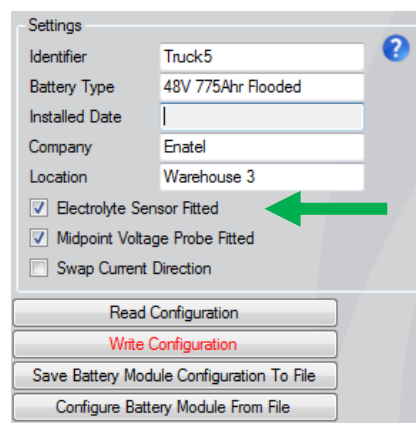 Settings
Identifier Truck5
Battery Type 48V 775Ahr Flooded
Installed Date
Company Enatel
Location Warehouse 3
Electrolyte Sensor Fitted
Midpoint Voltage Probe Fitted
Swap Current Direction
Read Configuration
Write Configuration
Save Battery Module Configuration To File
Configure Battery Module From File